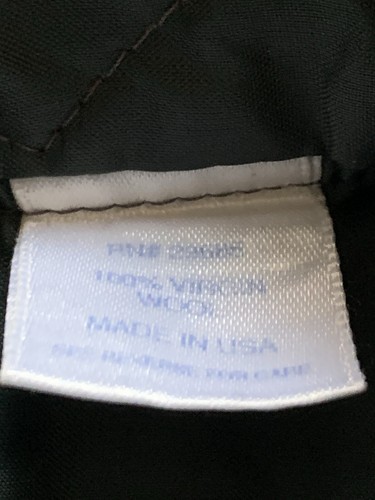 RN#
100% VIRGIN
WOOL
MADE IN USA
SEE REVERSE FOR CARE